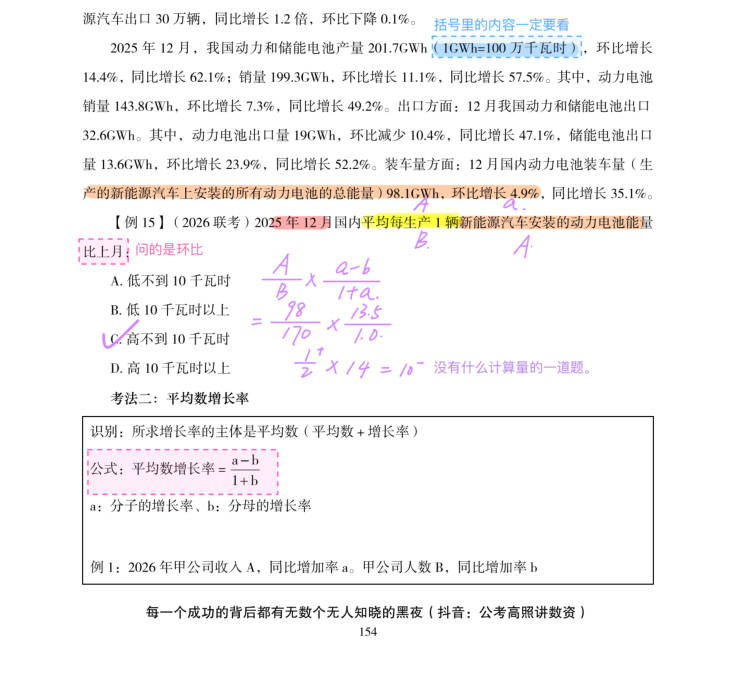 源汽车出口 30 万辆，同比增长 1.2 倍，环比下降 0.1%。
括号里的内容一定要看
2025 年 12 月，我国动力和储能电池产量 201.7GWh（1GWh=100 万千瓦时），环比增长
14.4%，同比增长 62.1%；销量 199.3GWh，环比增长 11.1%，同比增长 57.5%。其中，动力电池
销量 143.8GWh，环比增长 7.3%，同比增长 49.2%。出口方面：12 月我国动力和储能电池出口
32.6GWh。其中，动力电池出口量 19GWh，环比减少 10.4%，同比增长 47.1%，储能电池出口
量 13.6GWh，环比增长 23.9%，同比增长 52.2%。装车量方面：12 月国内动力电池装车量（生
产的新能源汽车上安装的所有动力电池的总能量）98.1GWh，环比增长 4.9%，同比增长 35.1%。
A a.
【例 15】（2026 联考）2025 年 12 月国内平均每生产 1 辆新能源汽车安装的动力电池能量
B. A.
比上月：
问的是环比
A. 低不到 10 千瓦时
A/B × a-b/1+a.
B. 低 10 千瓦时以上
= 98/170 × 13.5/1.0.
C. 高不到 10 千瓦时
D. 高 10 千瓦时以上
1/2⁺ × 14 = 10⁻ 没有什么计算量的一道题。
考法二：平均数增长率
识别：所求增长率的主体是平均数（平均数 + 增长率）
公式：平均数增长率 = a−b/1+b
a：分子的增长率、b：分母的增长率
例 1：2026 年甲公司收入 A，同比增加率 a。甲公司人数 B，同比增加率 b
每一个成功的背后都有无数个无人知晓的黑夜（抖音：公考高照讲数资）
154